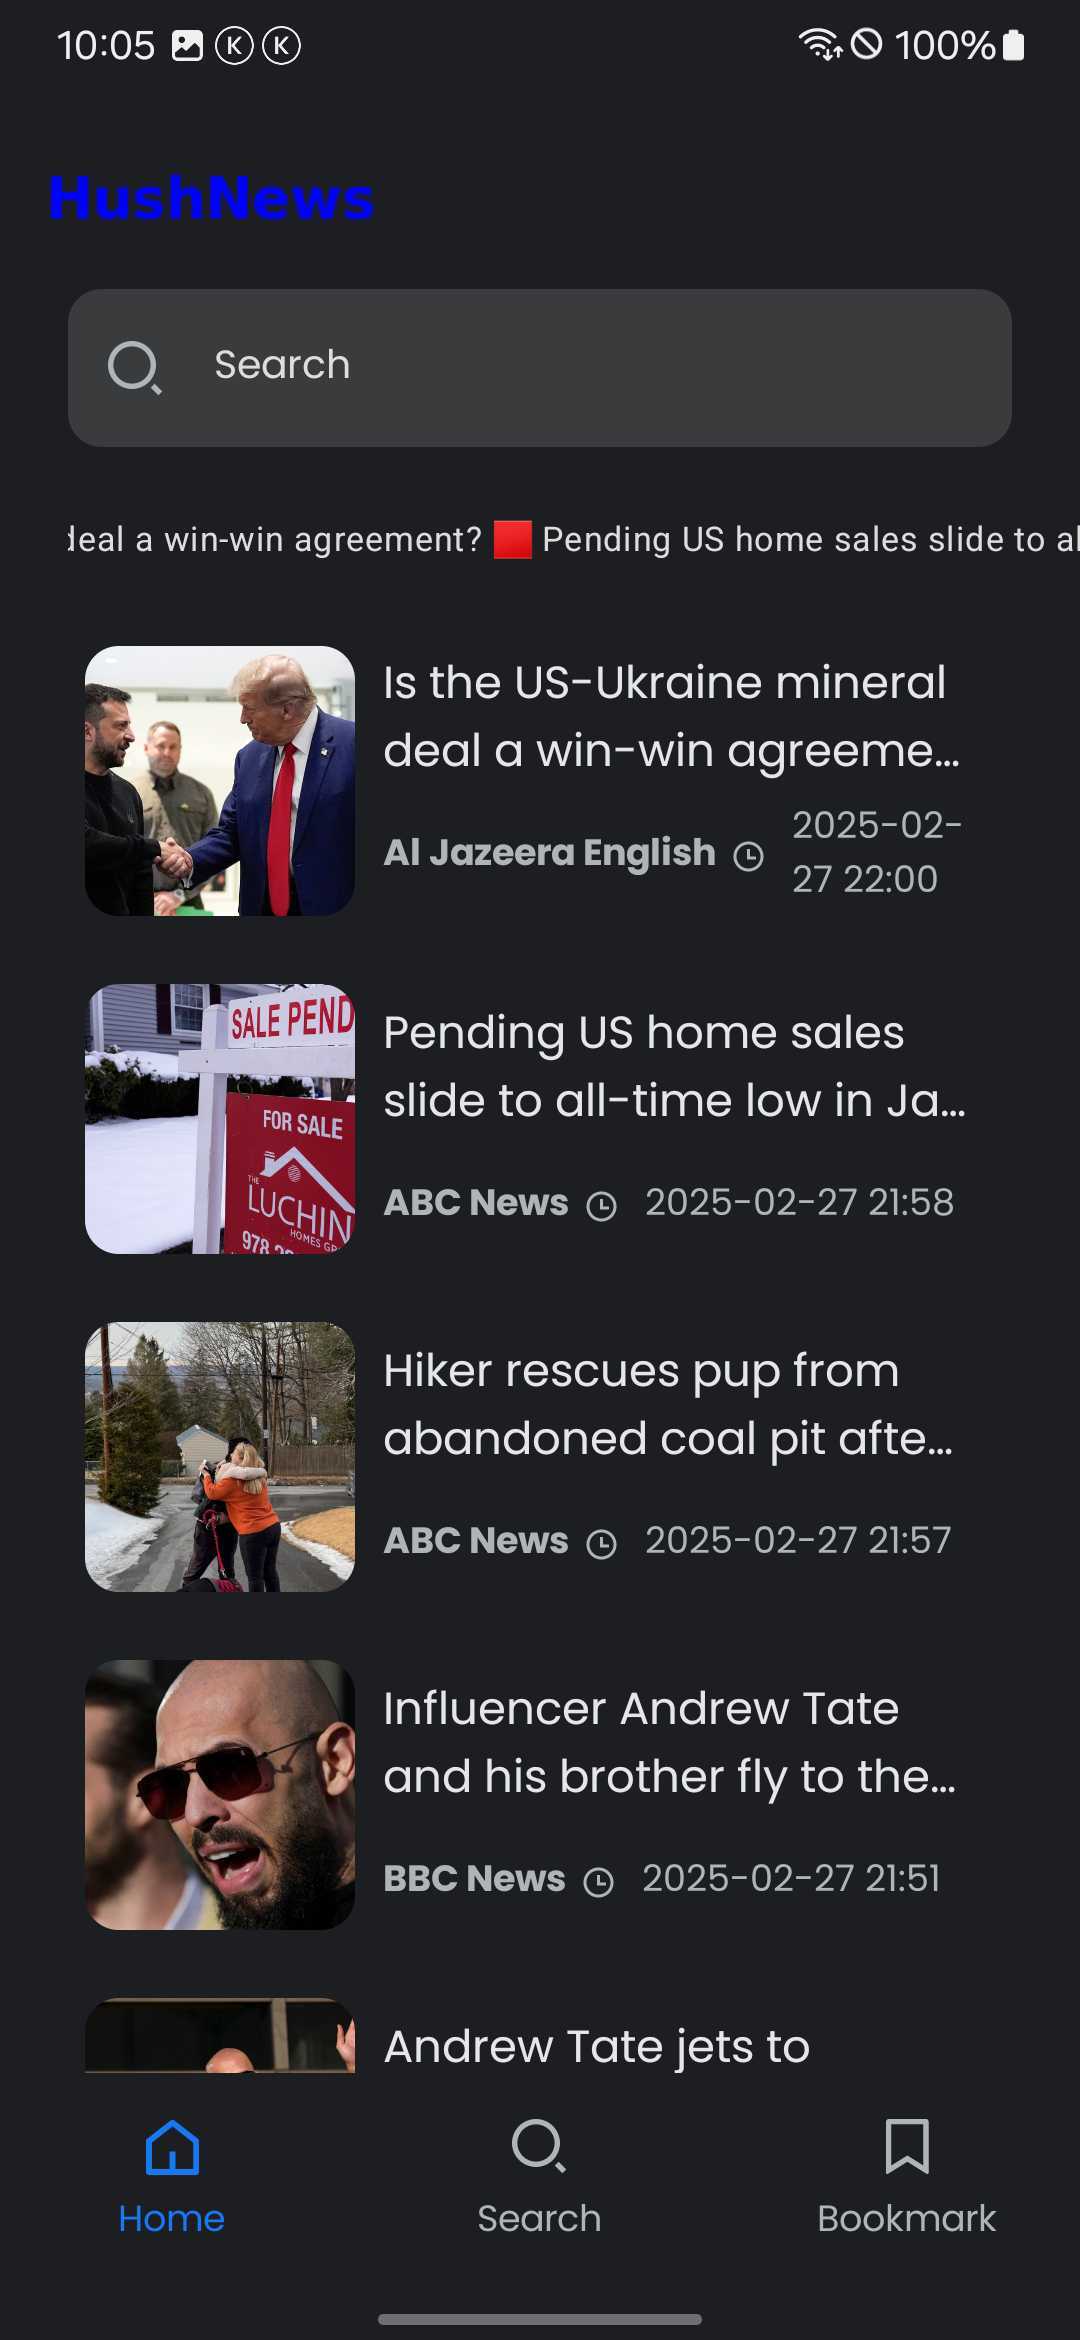 10:05
100%
HushNews
Search
deal a win-win agreement? 🟥 Pending US home sales slide to al
Is the US-Ukraine mineral
deal a win-win agreeme...
Al Jazeera English
2025-02-
27 22:00
SALE PEND
FOR SALE
THE
LUCHIN
HOMES GR
978
Pending US home sales
slide to all-time low in Ja...
ABC News 2025-02-27 21:58
Hiker rescues pup from
abandoned coal pit afte...
ABC News 2025-02-27 21:57
Influencer Andrew Tate
and his brother fly to the...
BBC News 2025-02-27 21:51
Andrew Tate jets to
Home
Search
Bookmark